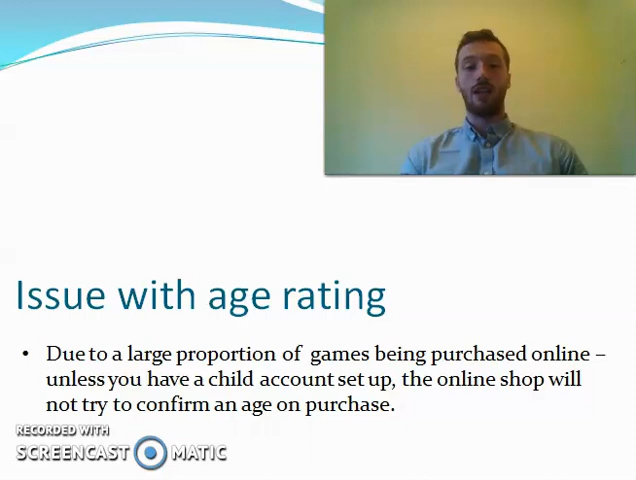 Issue with age rating
• Due to a large proportion of games being purchased online –
unless you have a child account set up, the online shop will
not try to confirm an age on purchase.
RECORDED WITH
SCREENCAST MATIC